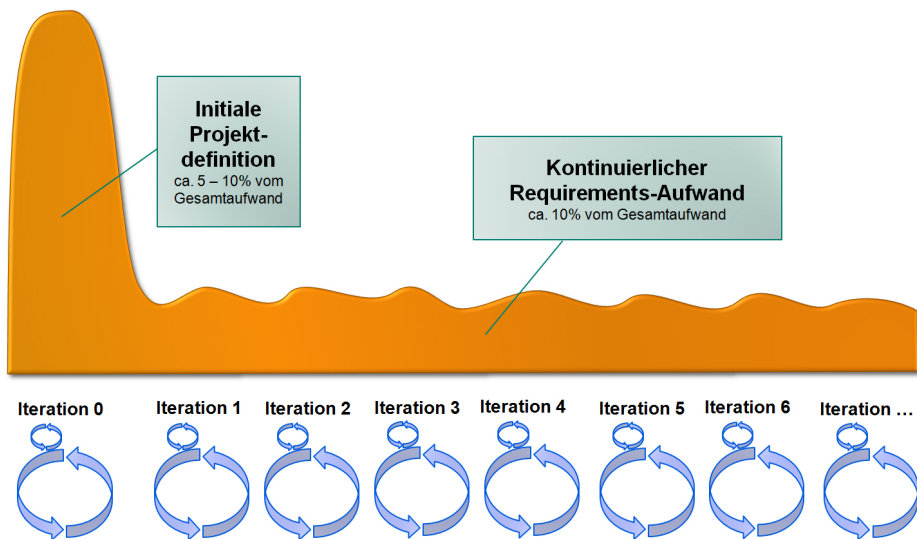 Initiale
Projekt-
definition
ca. 5 – 10% vom
Gesamtaufwand
Kontinuierlicher
Requirements-Aufwand
ca. 10% vom Gesamtaufwand
Iteration 0
Iteration 1
Iteration 2
Iteration 3
Iteration 4
Iteration 5
Iteration 6
Iteration …